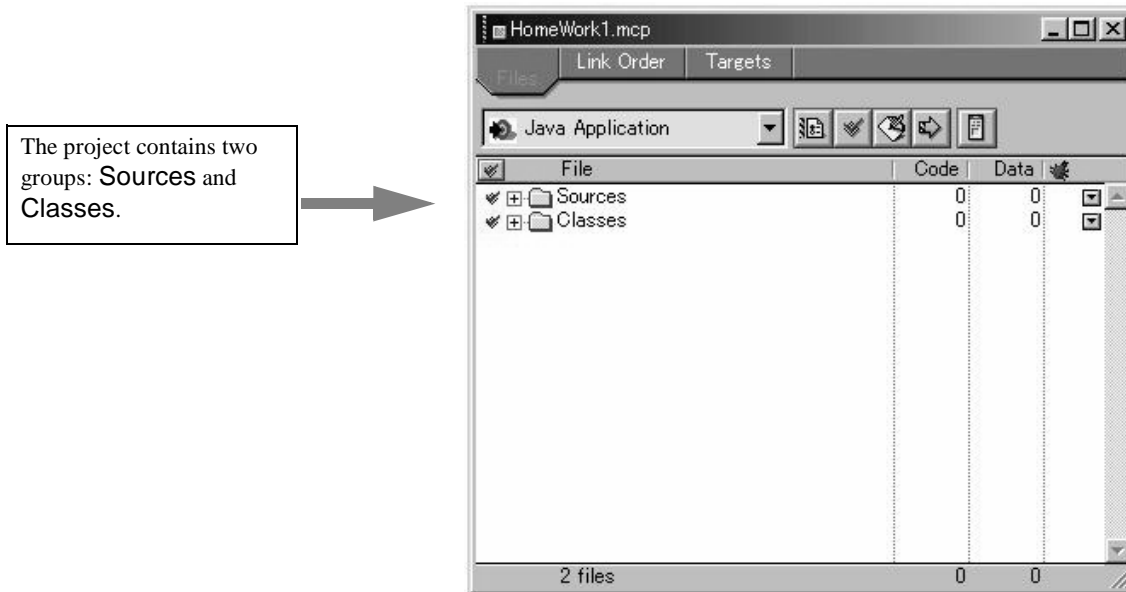 The project contains two
groups: Sources and
Classes.
HomeWork1.mcp
Files
Link Order
Targets
Java Application
File
Code
Data
Sources
0
0
Classes
0
0
2 files
0
0